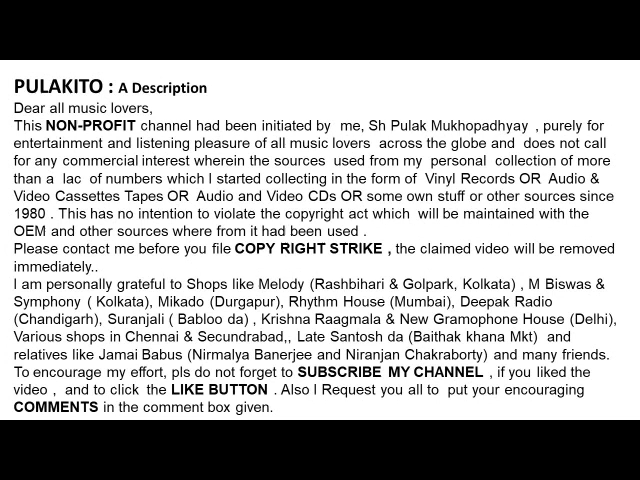 PULAKITO : A Description
Dear all music lovers,
This NON-PROFIT channel had been initiated by me, Sh Pulak Mukhopadhyay , purely for
entertainment and listening pleasure of all music lovers across the globe and does not call
for any commercial interest wherein the sources used from my personal collection of more
than a lac of numbers which I started collecting in the form of Vinyl Records OR Audio &
Video Cassettes Tapes OR Audio and Video CDs OR some own stuff or other sources since
1980 . This has no intention to violate the copyright act which will be maintained with the
OEM and other sources where from it had been used .
Please contact me before you file COPY RIGHT STRIKE , the claimed video will be removed
immediately..
I am personally grateful to Shops like Melody (Rashbihari & Golpark, Kolkata) , M Biswas &
Symphony ( Kolkata), Mikado (Durgapur), Rhythm House (Mumbai), Deepak Radio
(Chandigarh), Suranjali ( Babloo da) , Krishna Raagmala & New Gramophone House (Delhi),
Various shops in Chennai & Secundrabad,, Late Santosh da (Baithak khana Mkt) and
relatives like Jamai Babus (Nirmalya Banerjee and Niranjan Chakraborty) and many friends.
To encourage my effort, pls do not forget to SUBSCRIBE MY CHANNEL , if you liked the
video , and to click the LIKE BUTTON . Also I Request you all to put your encouraging
COMMENTS in the comment box given.